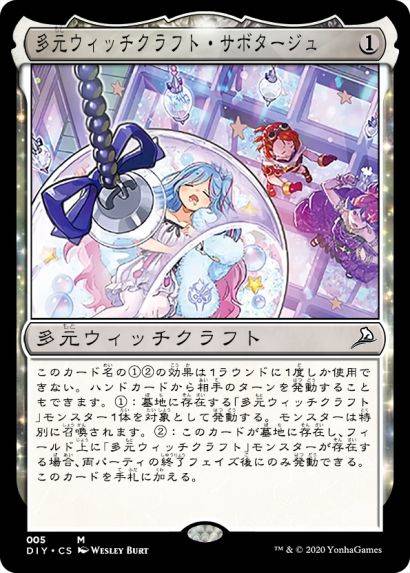 多元ウィッチクラフト・サボタージュ 1
多元ウィッチクラフト
このカード名の①②の効果は1ラウンドに1度しか使用で
きない。ハンドカードから相手のターンを発動すること
もできます。①：墓地に存在する「多元ウィッチクラフト
」モンスター1体を対象として発動する。モンスターは特
別に召喚されます。②：このカードが墓地に存在し、フィ
ールド上に「多元ウィッチクラフト」モンスターが存在す
る場合、両パーティの終了フェイズ後にのみ発動できる。
このカードを手札に加える。
005 M
DIY • CS WESLEY BURT
™ & © 2020 YonhaGames